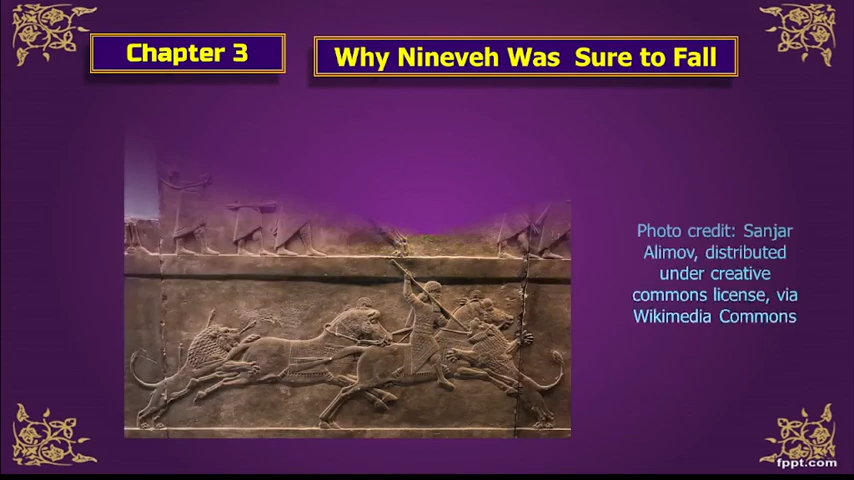 Chapter 3
Why Nineveh Was Sure to Fall
Photo credit: Sanjar
Alimov, distributed
under creative
commons license, via
Wikimedia Commons
fppt.com